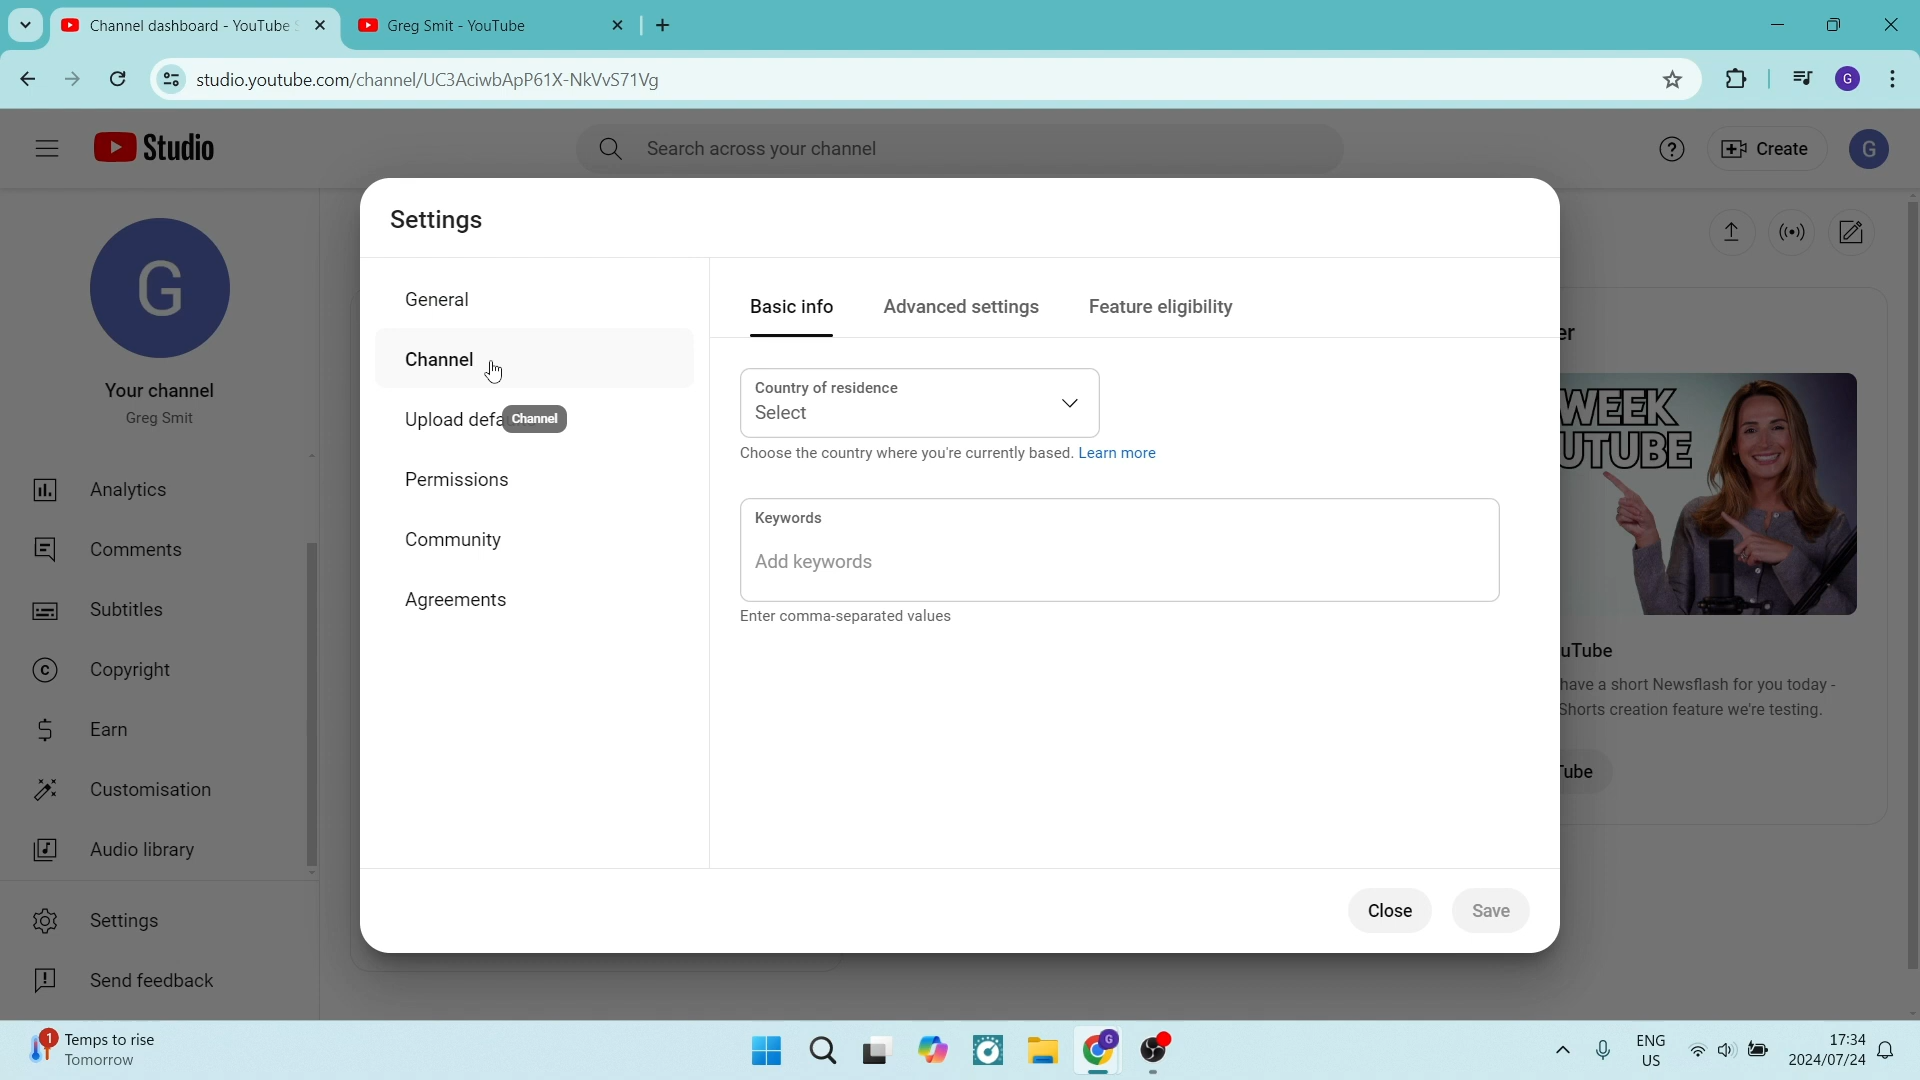 Channel dashboard - YouTube S
Greg Smit - YouTube
studio.youtube.com/channel/UC3AciwbApP61X-NkVvS71Vg
G
Studio
Search across your channel
Create
G
G
Your channel
Greg Smit
Analytics
Comments
Subtitles
Copyright
Earn
Customisation
Audio library
Settings
Send feedback
Settings
General
Channel
Upload defa
Channel
Permissions
Community
Agreements
Basic info
Advanced settings
Feature eligibility
Country of residence
Select
Choose the country where you're currently based. Learn more
Keywords
Add keywords
Enter comma-separated values
Close
Save
er
WEEK
UTUBE
uTube
have a short Newsflash for you today -
Shorts creation feature we're testing.
Tube
1
Temps to rise
Tomorrow
G
ENG
US
17:34
2024/07/24